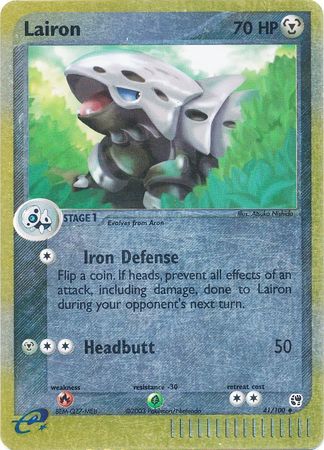 Lairon 70 HP
Illus. Atsuko Nishida
STAGE 1
Evolves from Aron
Iron Defense
Flip a coin. If heads, prevent all effects of an
attack, including damage, done to Lairon
during your opponent's next turn.
Headbutt 50
weakness resistance -30 retreat cost
©2003 Pokémon/Nintendo 41/100
e